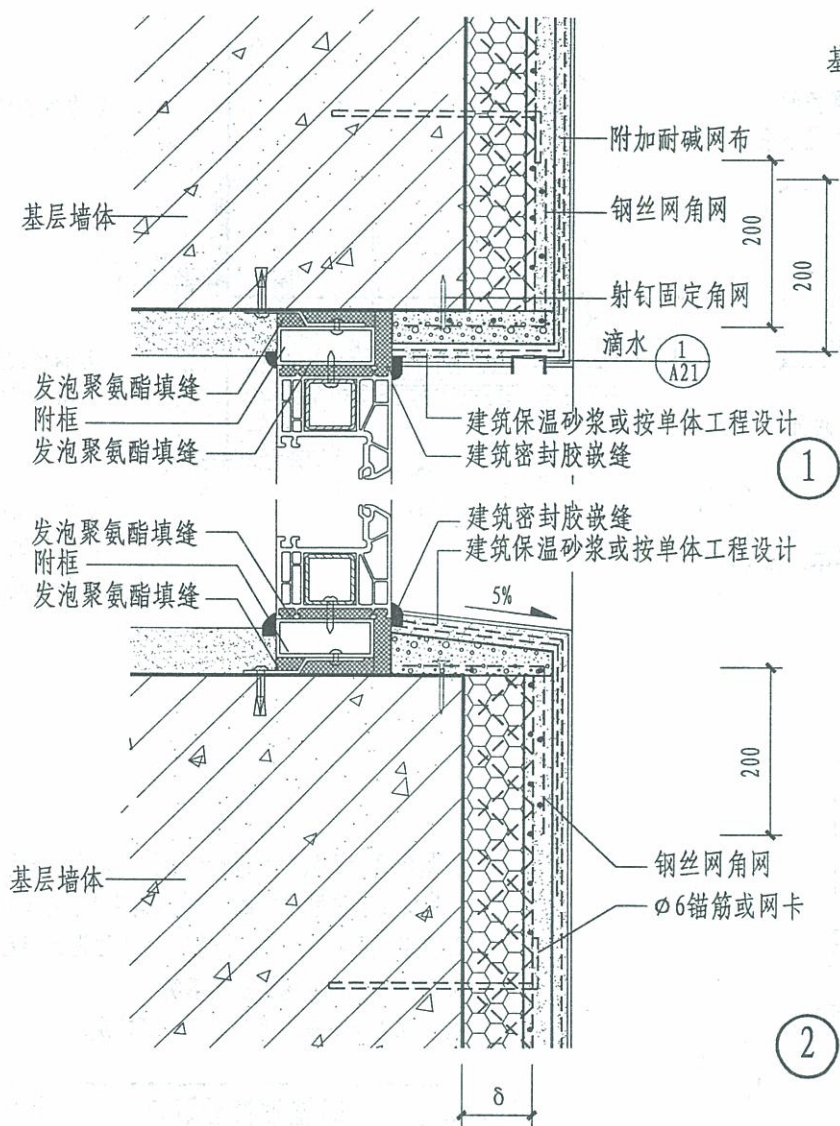 基
附加耐碱网布
钢丝网角网
基层墙体
200
200
射钉固定角网
滴水
1
A21
发泡聚氨酯填缝
附框
发泡聚氨酯填缝
建筑保温砂浆或按单体工程设计
建筑密封胶嵌缝
1
发泡聚氨酯填缝
附框
发泡聚氨酯填缝
建筑密封胶嵌缝
建筑保温砂浆或按单体工程设计
5%
200
钢丝网角网
基层墙体
φ6锚筋或网卡
2
δ